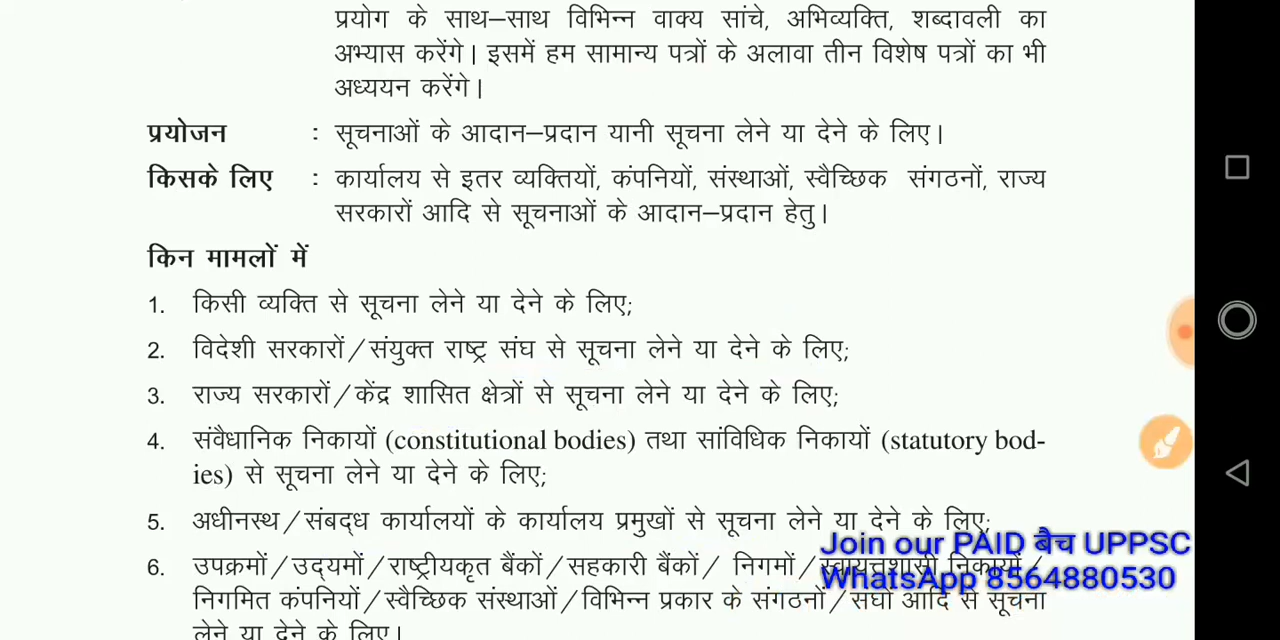 प्रयोग के साथ–साथ विभिन्न वाक्य सांचे, अभिव्यक्ति, शब्दावली का
अभ्यास करेंगे। इसमें हम सामान्य पत्रों के अलावा तीन विशेष पत्रों का भी
अध्ययन करेंगे।
प्रयोजन : सूचनाओं के आदान–प्रदान यानी सूचना लेने या देने के लिए।
किसके लिए : कार्यालय से इतर व्यक्तियों, कंपनियों, संस्थाओं, स्वैच्छिक संगठनों, राज्य
सरकारों आदि से सूचनाओं के आदान–प्रदान हेतु।
किन मामलों में
1. किसी व्यक्ति से सूचना लेने या देने के लिए;
2. विदेशी सरकारों/संयुक्त राष्ट्र संघ से सूचना लेने या देने के लिए;
3. राज्य सरकारों/केंद्र शासित क्षेत्रों से सूचना लेने या देने के लिए;
4. संवैधानिक निकायों (constitutional bodies) तथा सांविधिक निकायों (statutory bod-
ies) से सूचना लेने या देने के लिए;
5. अधीनस्थ/संबद्ध कार्यालयों के कार्यालय प्रमुखों से सूचना लेने या देने के लिए;
Join our PAID बैच UPPSC
6. उपक्रमों/उद्यमों/राष्ट्रीयकृत बैंकों/सहकारी बैंकों/ निगमों/स्वायत्तशासी निकायों/
WhatsApp 8564880530
निगमित कंपनियों/स्वैच्छिक संस्थाओं/विभिन्न प्रकार के संगठनों/संघों आदि से सूचना
लेने या देने के लिए।